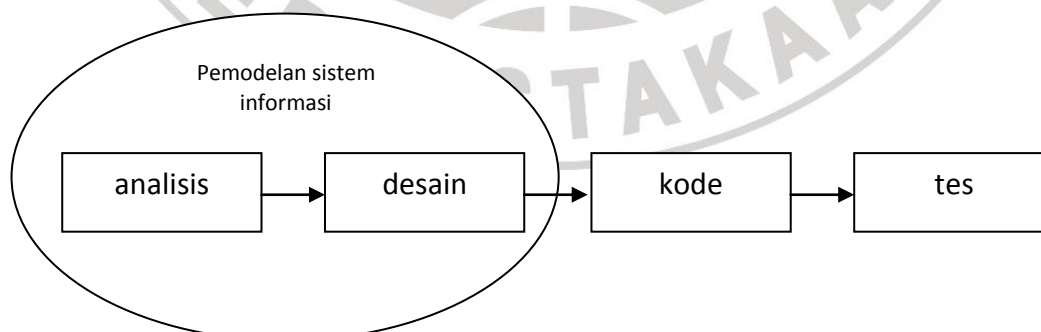 Pemodelan sistem
informasi
analisis
desain
kode
tes